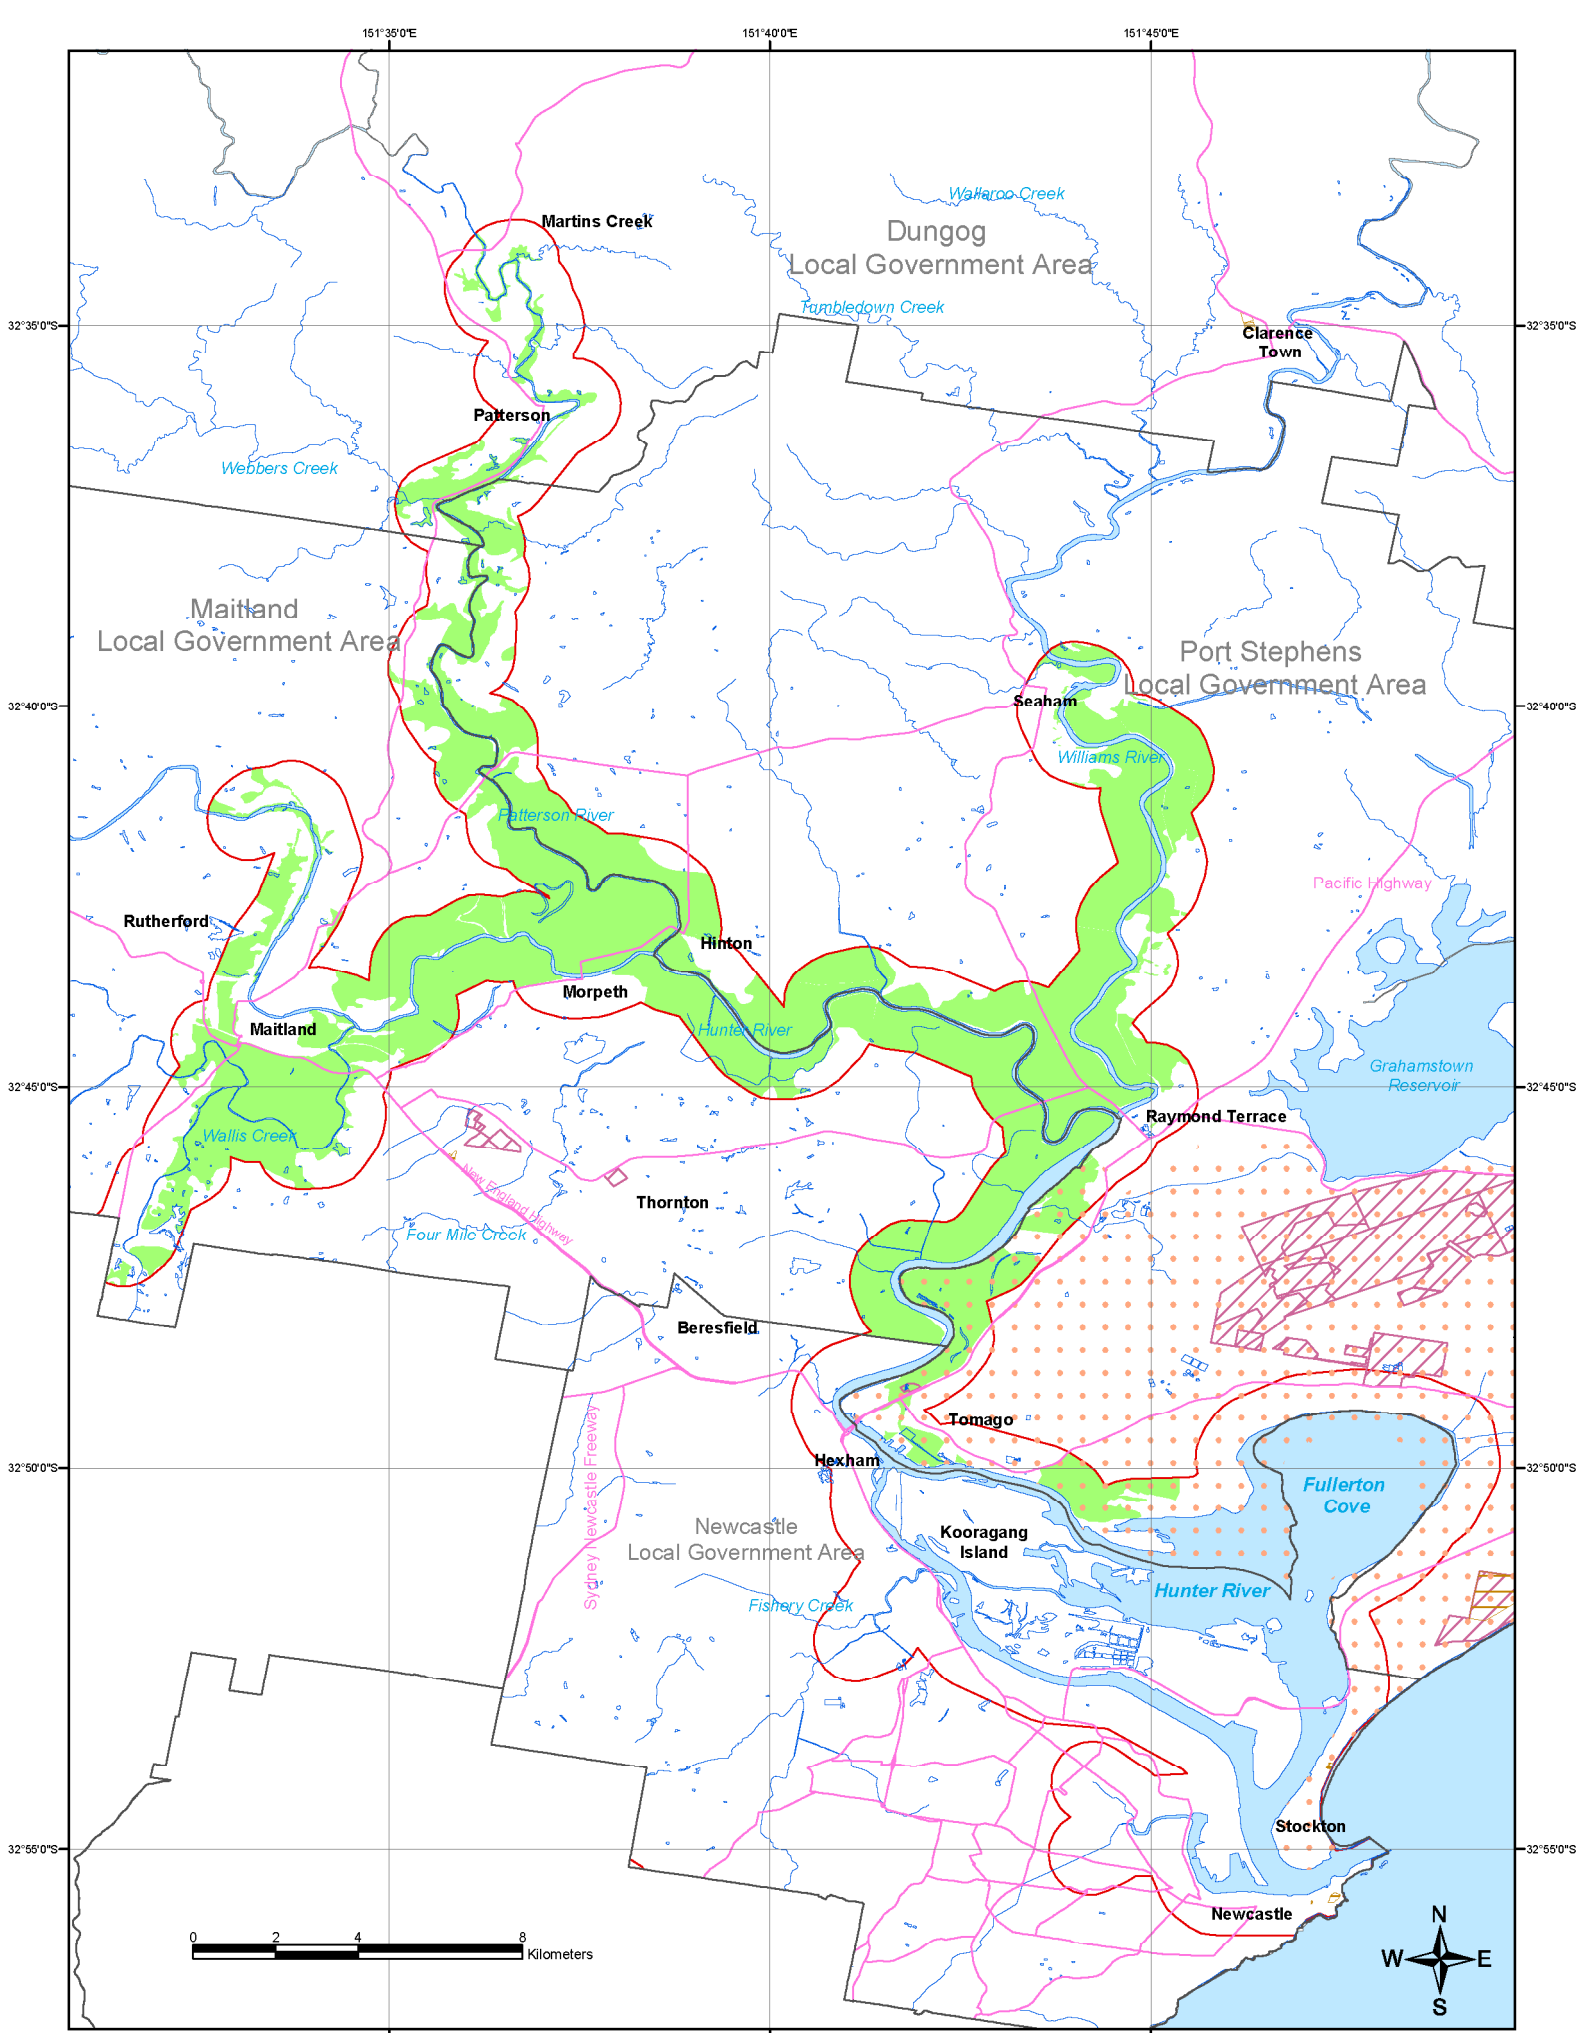 151°35'0"E
151°40'0"E
151°45'0"E
Wallaroo Creek
Martins Creek
Dungog
Local Government Area
Tumbledown Creek
32°35'0"S
32°35'0"S
Clarence
Town
Patterson
Webbers Creek
Maitland
Local Government Area
Port Stephens
Local Government Area
Seaham
32°40'0"S
32°40'0"S
Williams River
Patterson River
Pacific Highway
Rutherford
Hinton
Morpeth
Maitland
Hunter River
Grahamstown
Reservoir
32°45'0"S
32°45'0"S
Raymond Terrace
Wallis Creek
New England Highway
Thornton
Four Mile Creek
Beresfield
Sydney Newcastle Freeway
Tomago
Hexham
32°50'0"S
32°50'0"S
Fullerton
Cove
Newcastle
Local Government Area
Kooragang
Island
Hunter River
Fishery Creek
Stockton
32°55'0"S
32°55'0"S
Newcastle
N
W
E
S
0 2 4 8
Kilometers